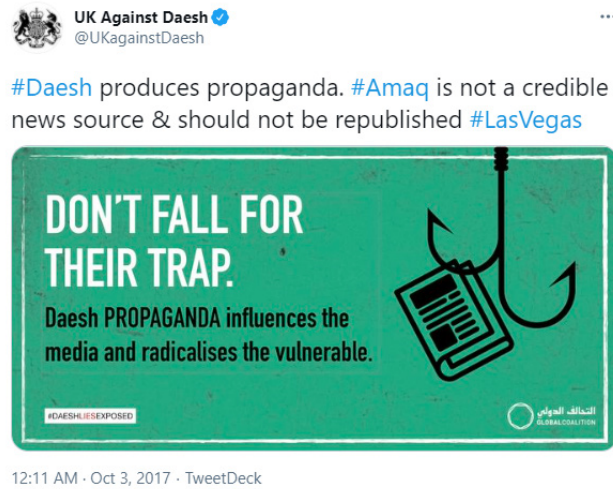 UK Against Daesh
@UKagainstDaesh
#Daesh produces propaganda. #Amaq is not a credible
news source & should not be republished #LasVegas
DON'T FALL FOR
THEIR TRAP.
Daesh PROPAGANDA influences the
media and radicalises the vulnerable.
#DAESHLIESEXPOSED
التحالف الدولي
GLOBALCOALITION
12:11 AM · Oct 3, 2017 · TweetDeck